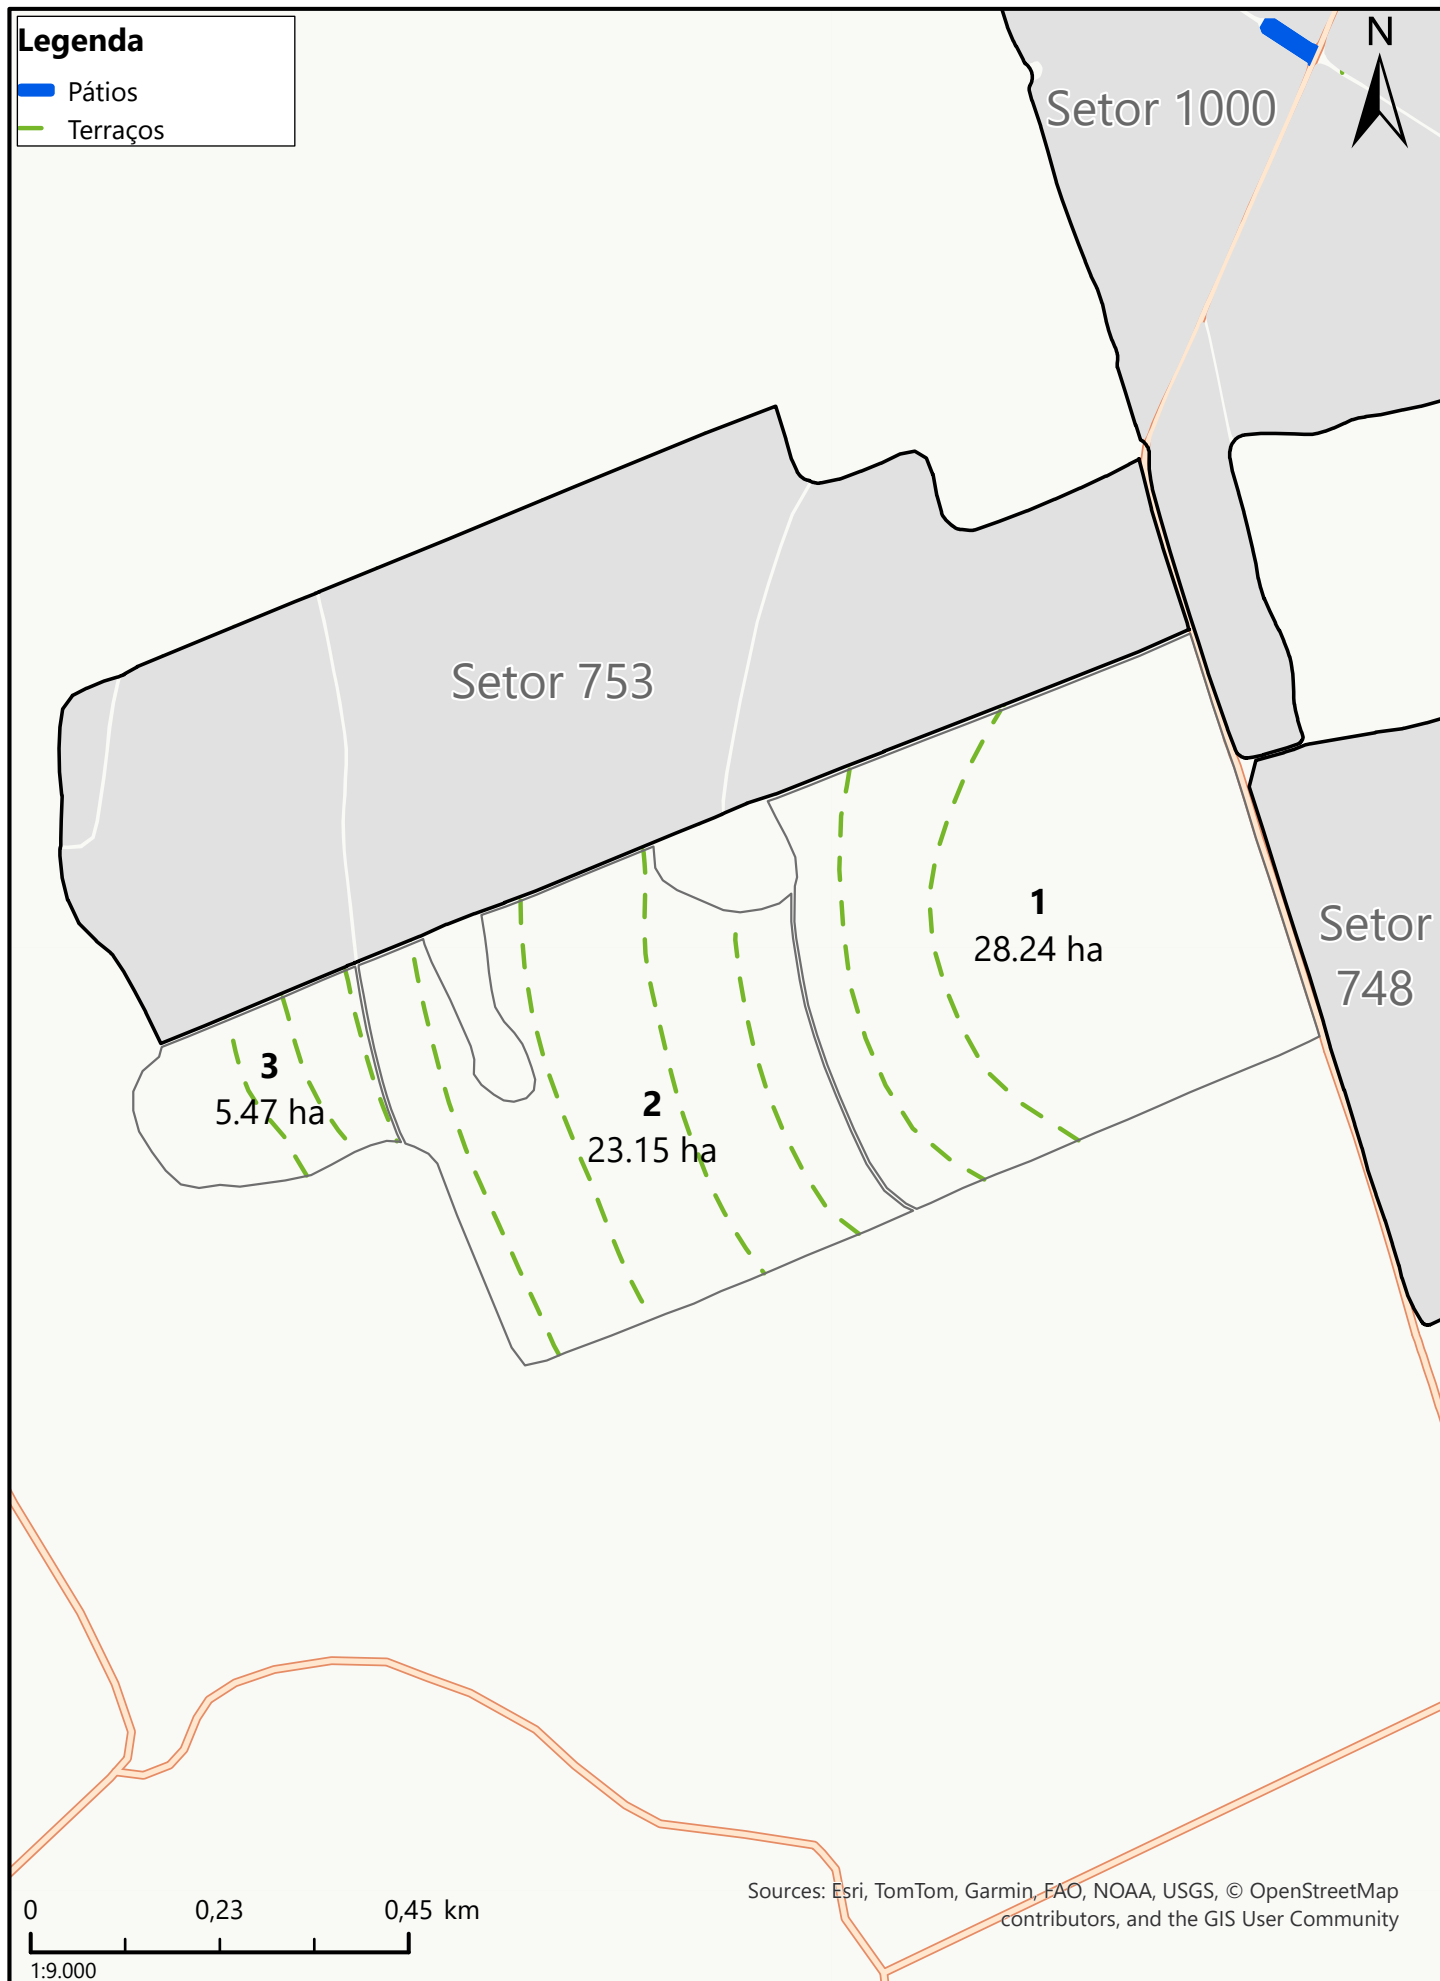 Legenda
Pátios
Terraços
N
Setor 1000
Setor 753
1
28.24 ha
Setor
748
3
5.47 ha
2
23.15 ha
Sources: Esri, TomTom, Garmin, FAO, NOAA, USGS, © OpenStreetMap
contributors, and the GIS User Community
0 0,23 0,45 km
1:9.000